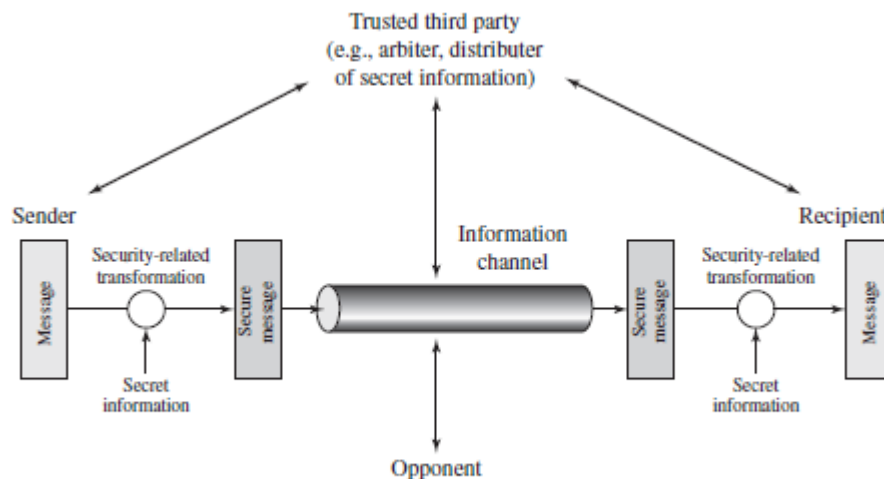 Trusted third party
(e.g., arbiter, distributer
of secret information)
Sender
Recipient
Information
channel
Security-related
transformation
Security-related
transformation
Message
Secure
message
Secure
message
Message
Secret
information
Secret
information
Opponent